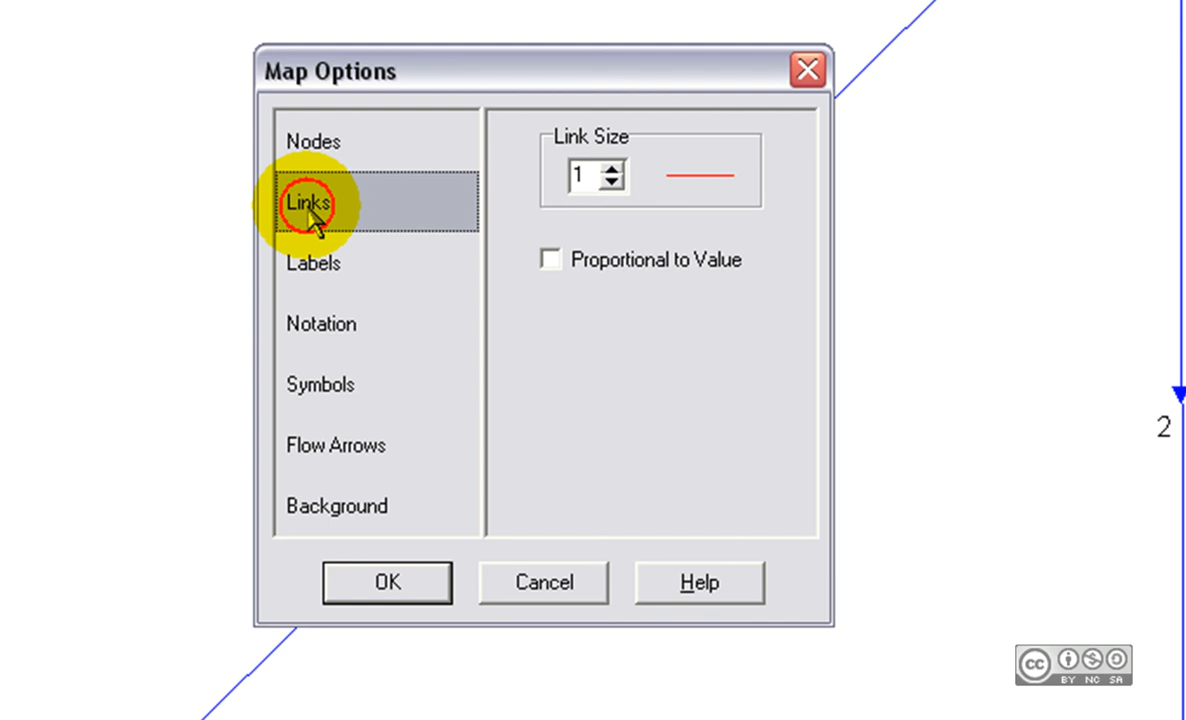 Map Options
Nodes
Links
Labels
Notation
Symbols
Flow Arrows
Background
Link Size
1
Proportional to Value
OK
Cancel
Help
2
cc
BY NC SA